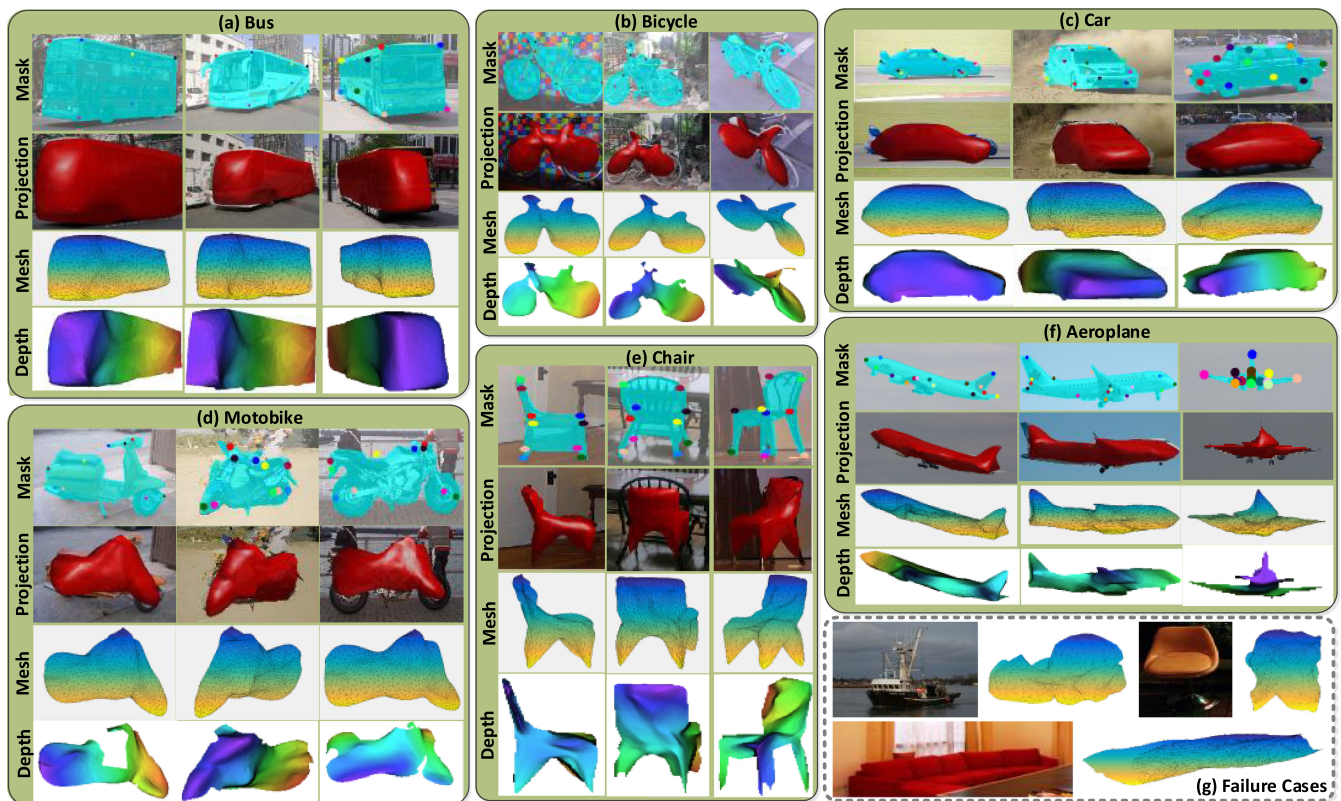 (a) Bus
Mask
Projection
Mesh
Depth
(b) Bicycle
Mask
Projection
Mesh
Depth
(c) Car
Mask
Projection
Mesh
Depth
(d) Motobike
Mask
Projection
Mesh
Depth
(e) Chair
Mask
Projection
Mesh
Depth
(f) Aeroplane
Mask
Projection
Mesh
Depth
(g) Failure Cases